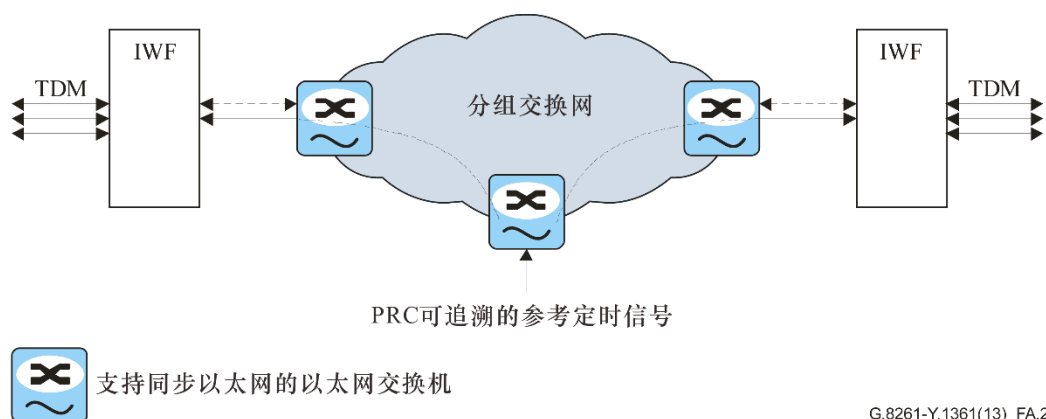 IWF
IWF
TDM
分组交换网
TDM
PRC可追溯的参考定时信号
支持同步以太网的以太网交换机
G.8261-Y.1361(13)_FA.2